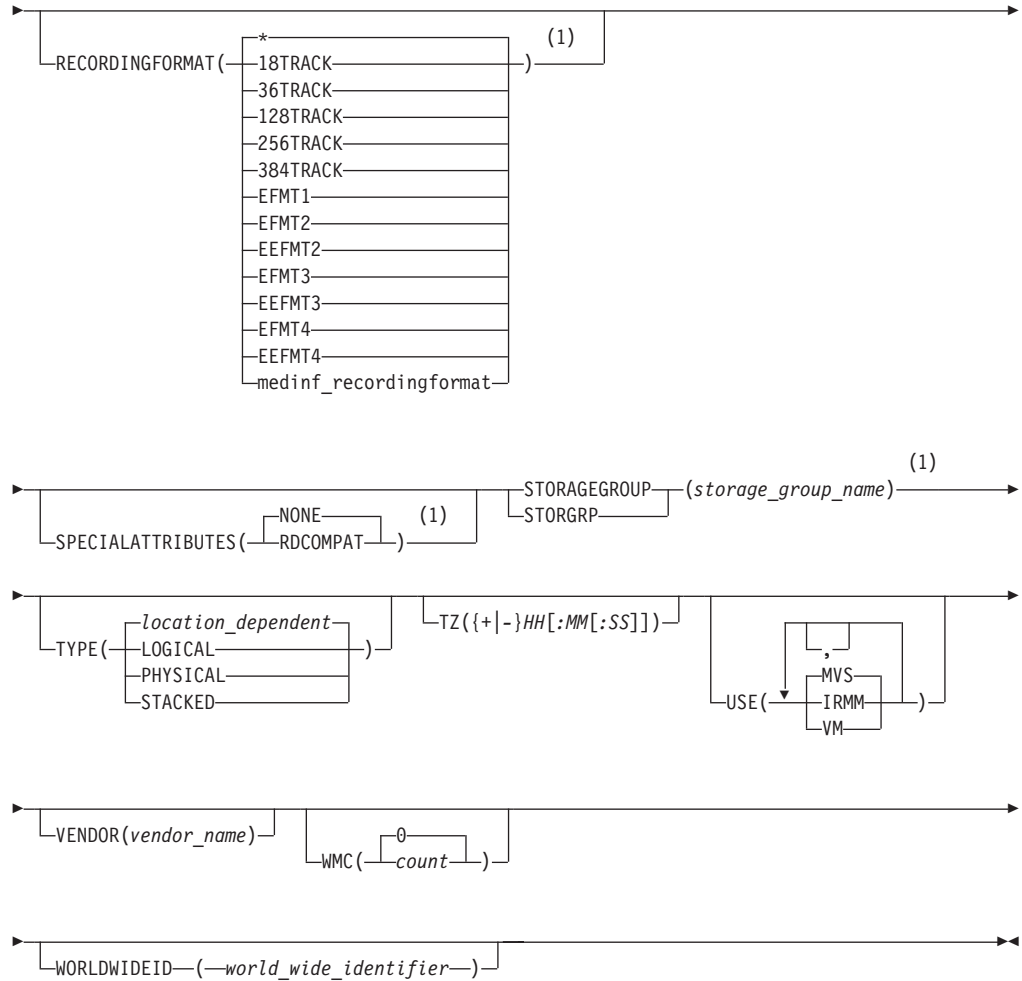 *
(1)
RECORDINGFORMAT( 18TRACK )
36TRACK
128TRACK
256TRACK
384TRACK
EFMT1
EFMT2
EEFMT2
EFMT3
EEFMT3
EFMT4
EEFMT4
medinf_recordingformat
(1)
STORAGEGROUP (storage_group_name)
NONE (1) STORGRP
SPECIALATTRIBUTES( RDCOMPAT )
location_dependent TZ({+|-}HH[:MM[:SS]])
TYPE( LOGICAL )
PHYSICAL
STACKED
,
MVS
USE( IRMM )
VM
VENDOR(vendor_name) 0
WMC( count )
WORLDWIDEID ( world_wide_identifier )